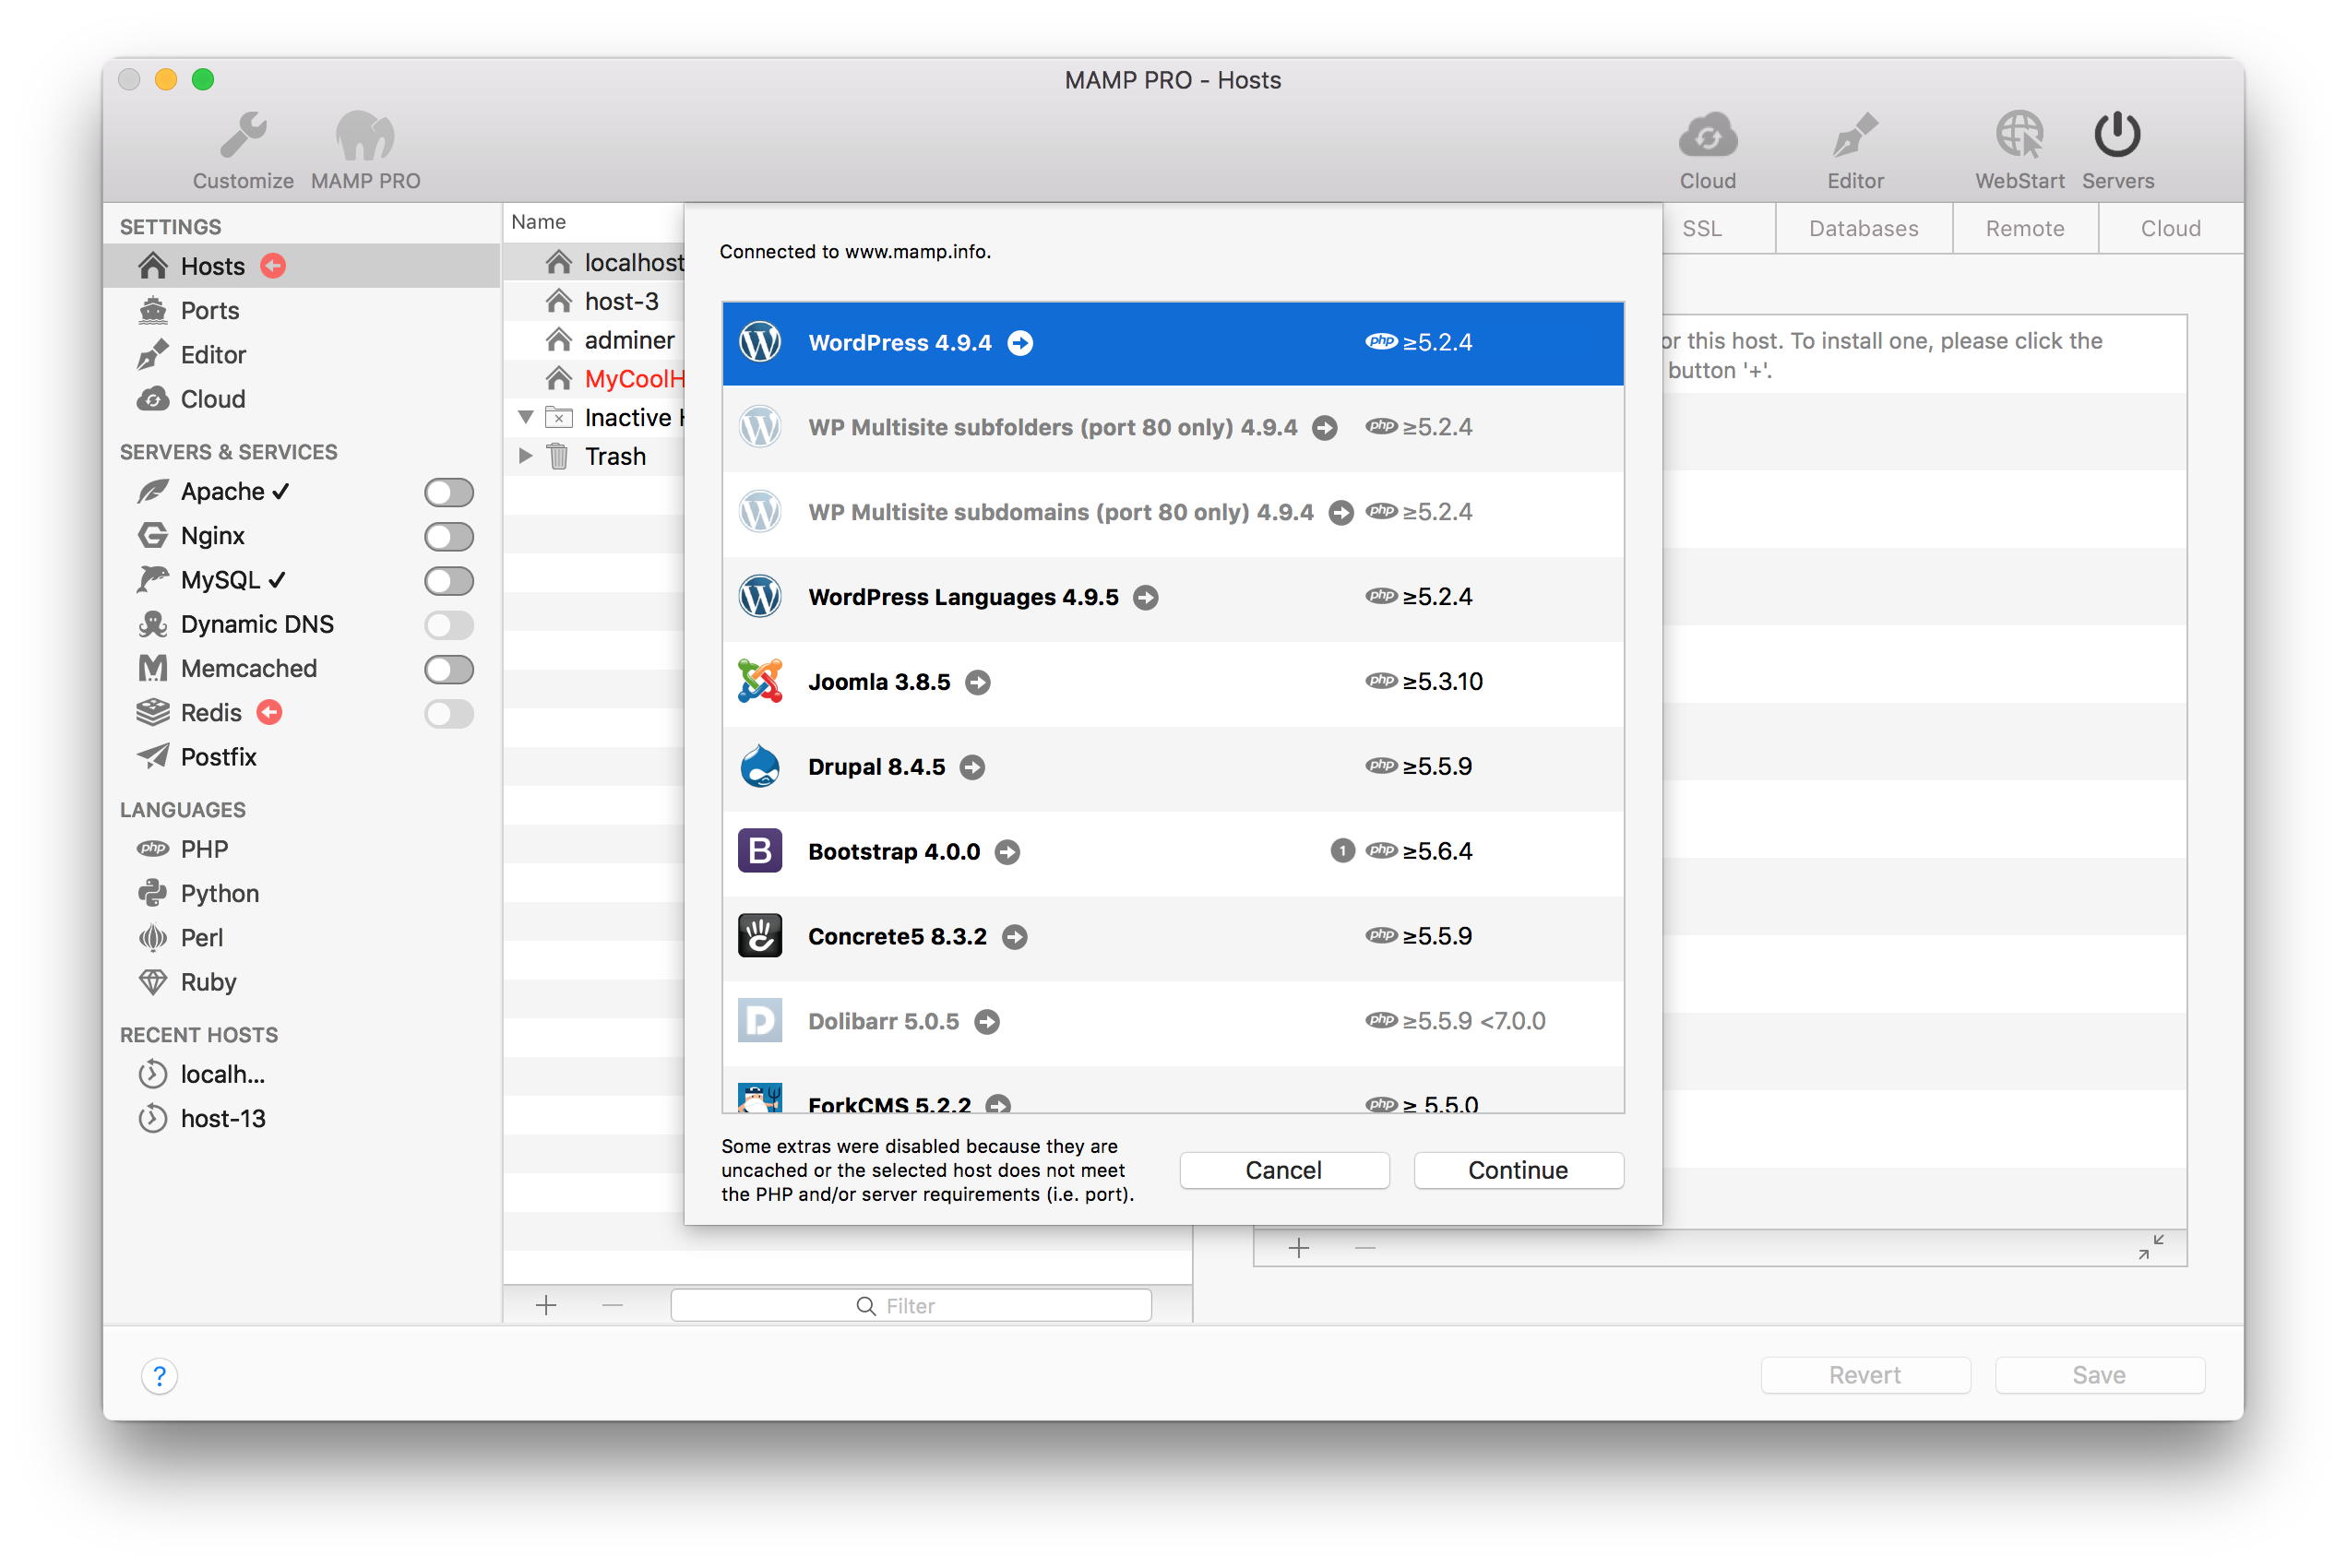 MAMP PRO - Hosts
Customize
MAMP PRO
Cloud
Editor
WebStart
Servers
SETTINGS
Hosts
Ports
Editor
Cloud
SERVERS & SERVICES
Apache ✓
Nginx
MySQL ✓
Dynamic DNS
Memcached
Redis
Postfix
LANGUAGES
php PHP
Python
Perl
Ruby
RECENT HOSTS
localh...
host-13
Name
localhost
host-3
adminer
MyCoolH
Inactive
Trash
Filter
SSL
Databases
Remote
Cloud
or this host. To install one, please click the
button '+'.
Connected to www.mamp.info.
WordPress 4.9.4 php ≥5.2.4
WP Multisite subfolders (port 80 only) 4.9.4 php ≥5.2.4
WP Multisite subdomains (port 80 only) 4.9.4 php ≥5.2.4
WordPress Languages 4.9.5 php ≥5.2.4
Joomla 3.8.5 php ≥5.3.10
Drupal 8.4.5 php ≥5.5.9
B Bootstrap 4.0.0 1 php ≥5.6.4
Concrete5 8.3.2 php ≥5.5.9
D Dolibarr 5.0.5 php ≥5.5.9 <7.0.0
ForkCMS 5.2.2 php ≥ 5.5.0
Some extras were disabled because they are
uncached or the selected host does not meet
the PHP and/or server requirements (i.e. port).
Cancel
Continue
?
Revert
Save